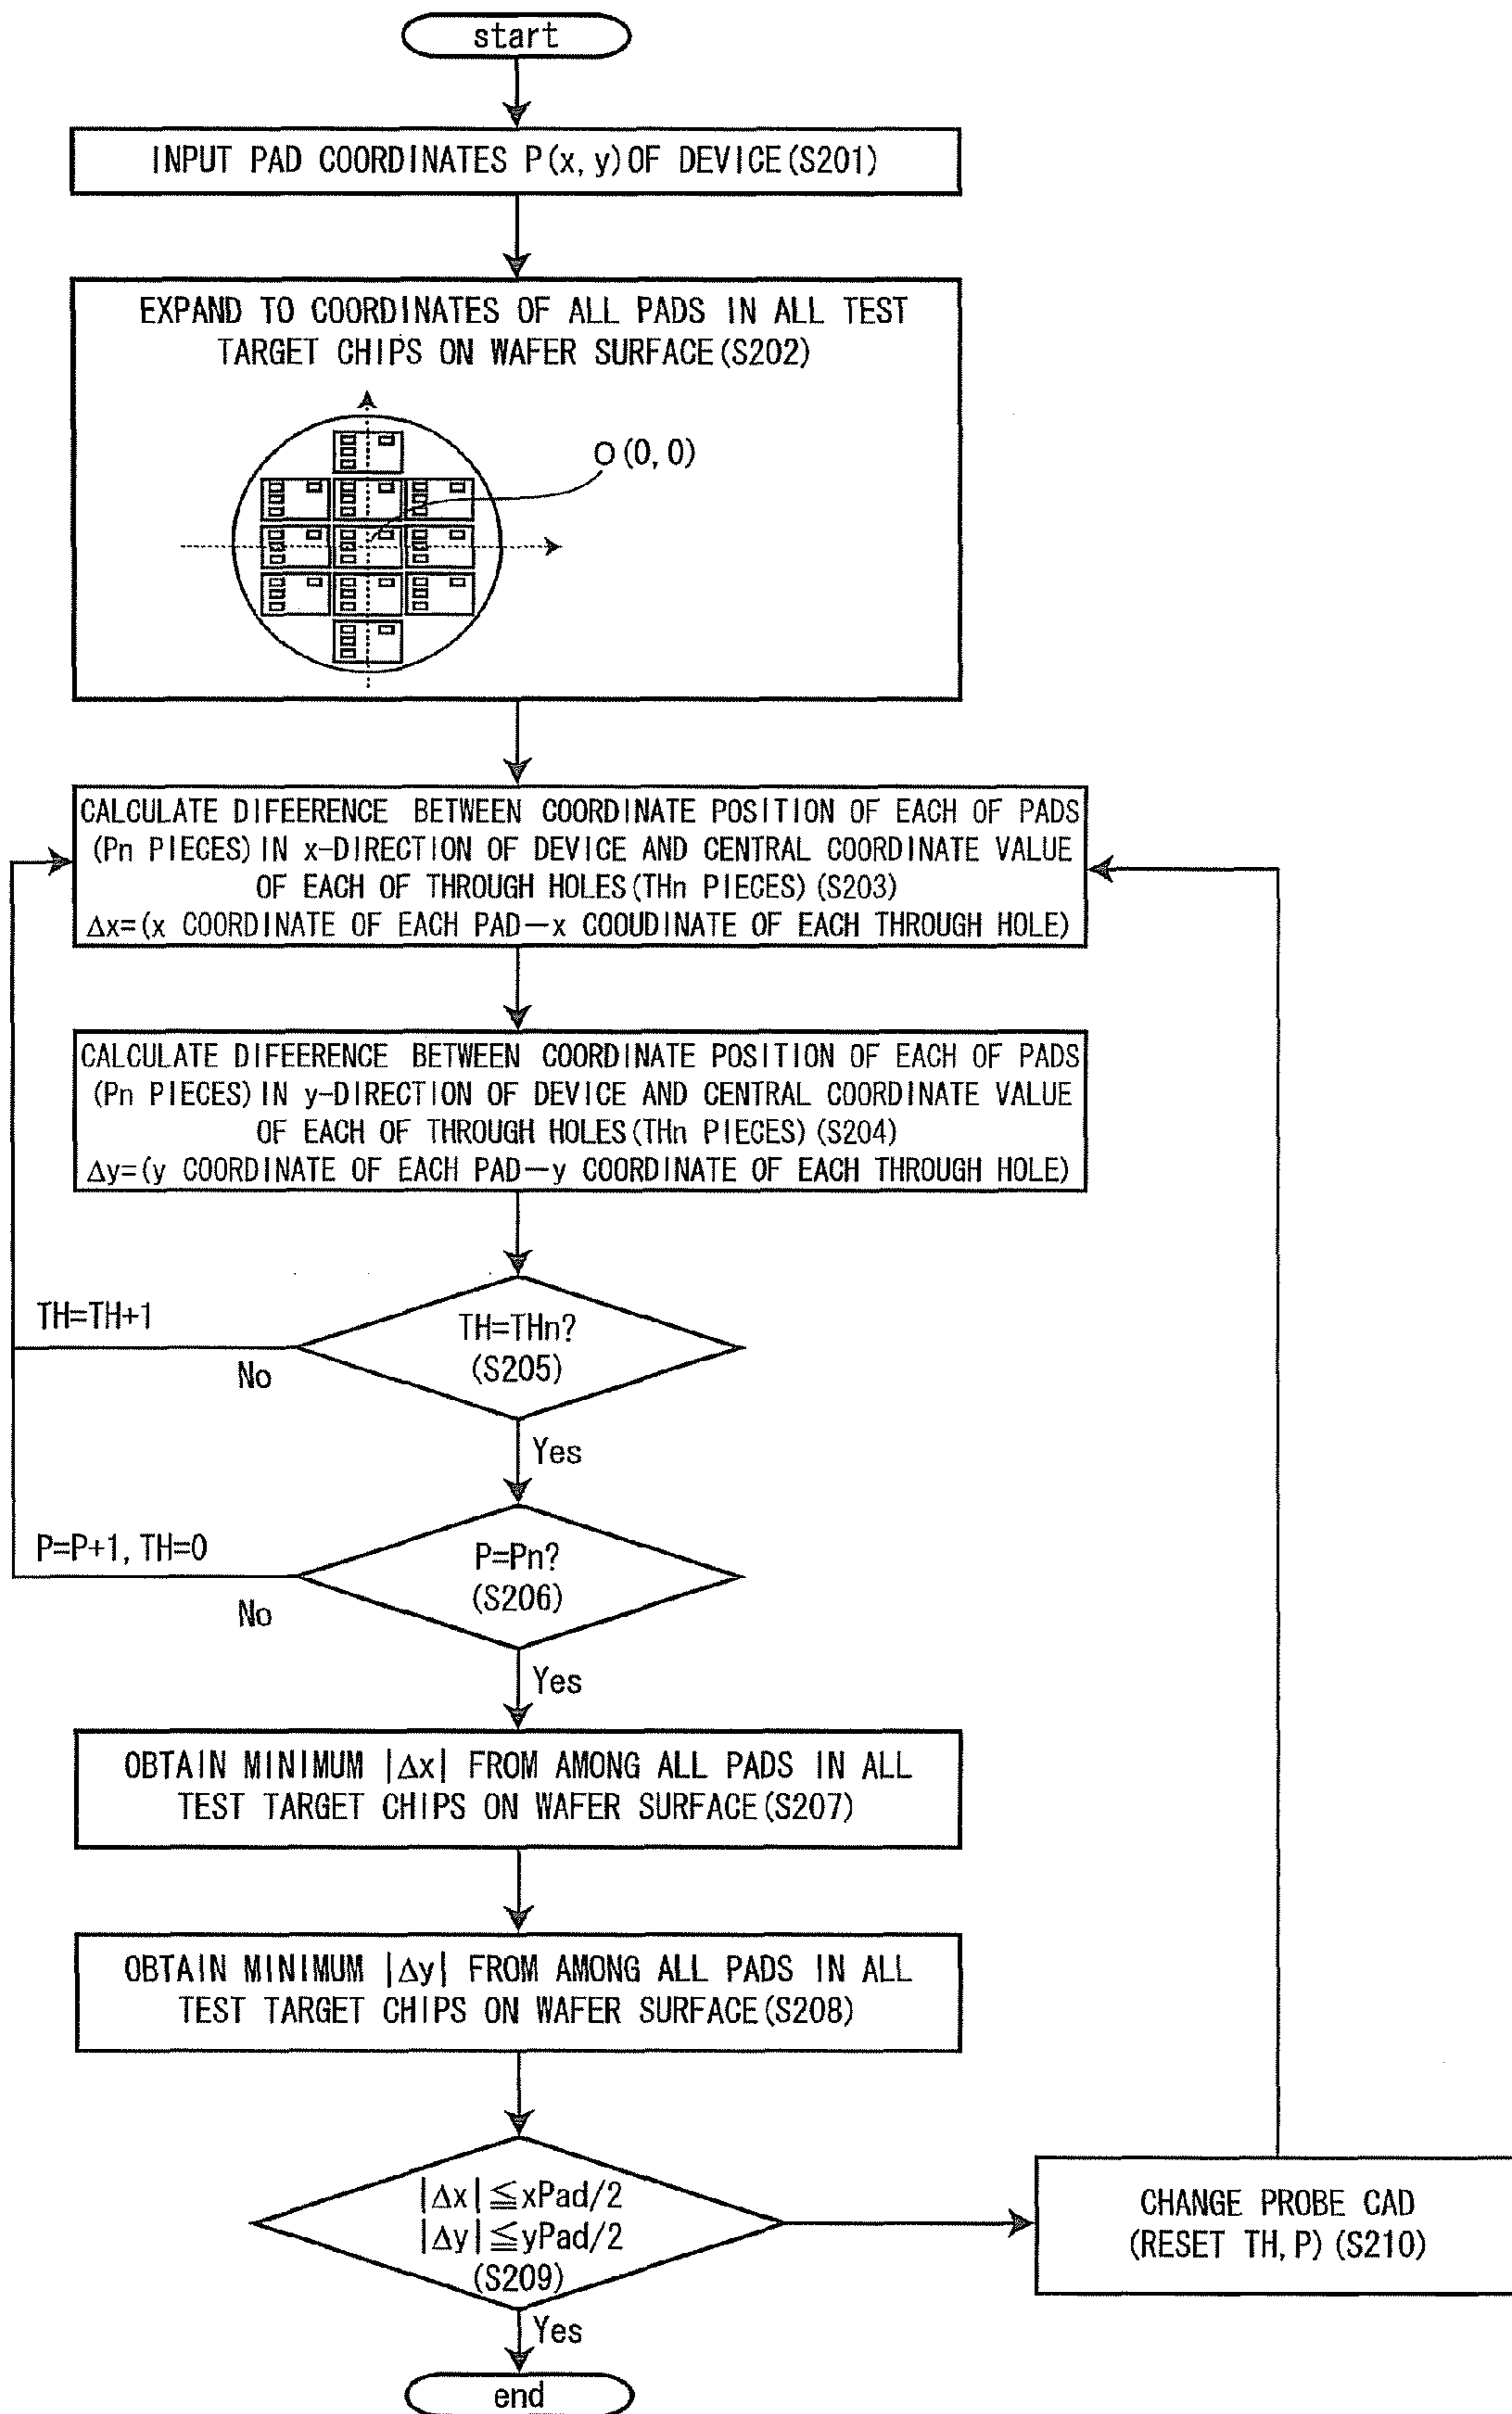 start
INPUT PAD COORDINATES P(x, y)OF DEVICE(S201)
EXPAND TO COORDINATES OF ALL PADS IN ALL TEST
TARGET CHIPS ON WAFER SURFACE(S202)
O(0, 0)
CALCULATE DIFEERENCE BETWEEN COORDINATE POSITION OF EACH OF PADS
(Pn PIECES)IN x-DIRECTION OF DEVICE AND CENTRAL COORDINATE VALUE
OF EACH OF THROUGH HOLES(THn PIECES)(S203)
Δx=(x COORDINATE OF EACH PAD—x COOUDINATE OF EACH THROUGH HOLE)
CALCULATE DIFEERENCE BETWEEN COORDINATE POSITION OF EACH OF PADS
(Pn PIECES)IN y-DIRECTION OF DEVICE AND CENTRAL COORDINATE VALUE
OF EACH OF THROUGH HOLES(THn PIECES)(S204)
Δy=(y COORDINATE OF EACH PAD—y COORDINATE OF EACH THROUGH HOLE)
TH=TH+1
TH=THn?
(S205)
No
Yes
P=P+1, TH=0
P=Pn?
(S206)
No
Yes
OBTAIN MINIMUM |Δx| FROM AMONG ALL PADS IN ALL
TEST TARGET CHIPS ON WAFER SURFACE(S207)
OBTAIN MINIMUM |Δy| FROM AMONG ALL PADS IN ALL
TEST TARGET CHIPS ON WAFER SURFACE(S208)
|Δx|≦xPad/2
|Δy|≦yPad/2
(S209)
CHANGE PROBE CAD
(RESET TH, P)(S210)
Yes
end